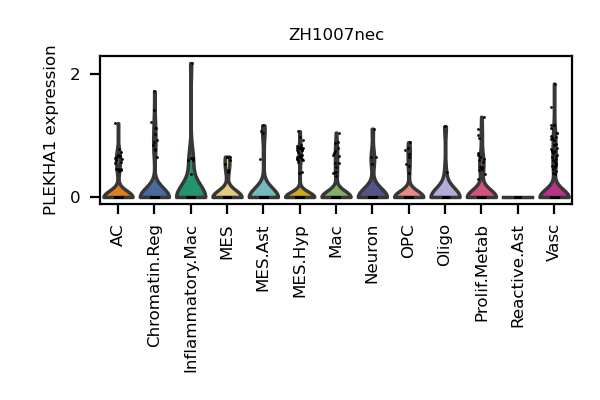 ZH1007nec
PLEKHA1 expression
2
0
AC
Chromatin.Reg
Inflammatory.Mac
MES
MES.Ast
MES.Hyp
Mac
Neuron
OPC
Oligo
Prolif.Metab
Reactive.Ast
Vasc